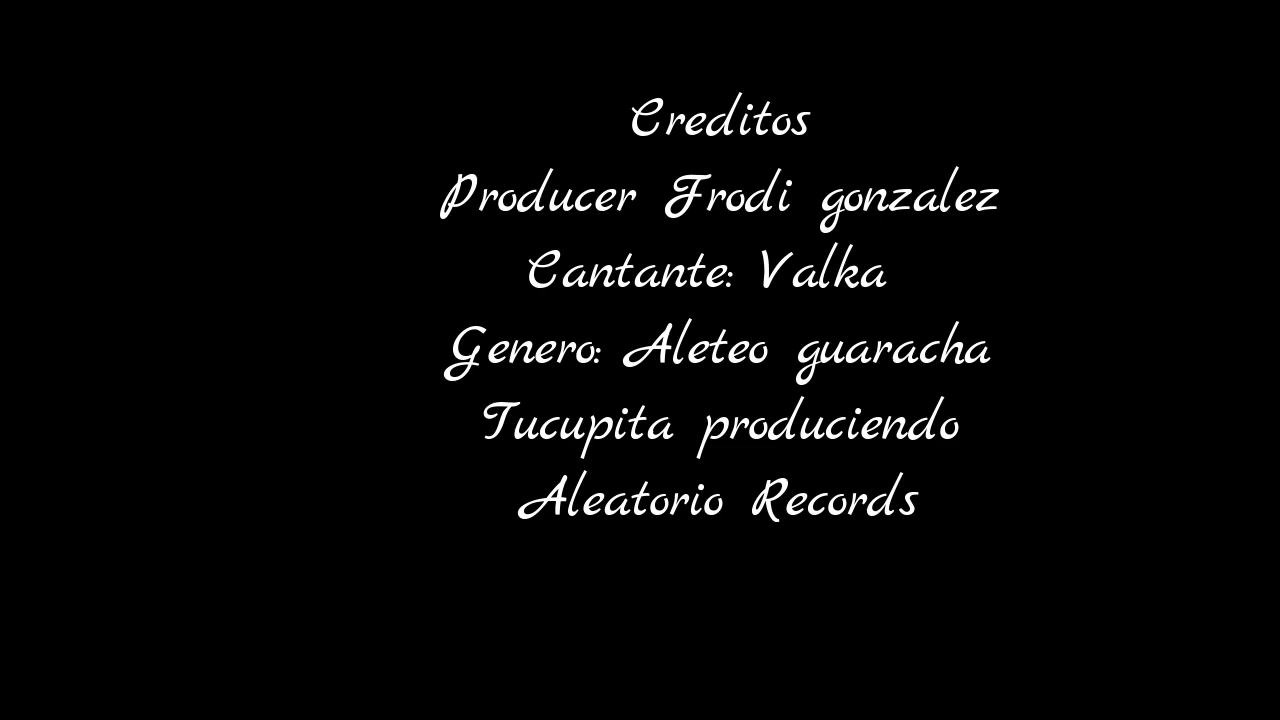 Creditos
Producer Frodi gonzalez
Cantante: Valka
Genero: Aleteo guaracha
Tucupita produciendo
Aleatorio Records